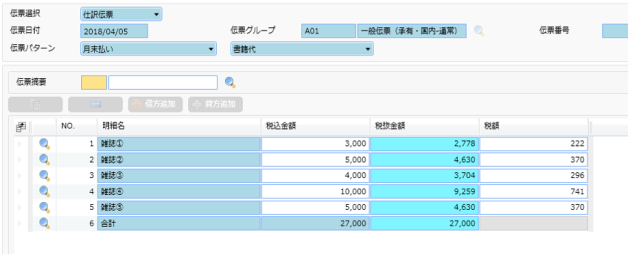 伝票選択 仕訳伝票
伝票日付 2018/04/05 伝票グループ A01 一般伝票（承有・国内-通常） 伝票番号
伝票パターン 月末払い 書籍代
伝票摘要
借方追加 貸方追加
NO. 明細名 税込金額 税抜金額 税額
1 雑誌① 3,000 2,778 222
2 雑誌② 5,000 4,630 370
3 雑誌③ 4,000 3,704 296
4 雑誌④ 10,000 9,259 741
5 雑誌⑤ 5,000 4,630 370
6 合計 27,000 27,000